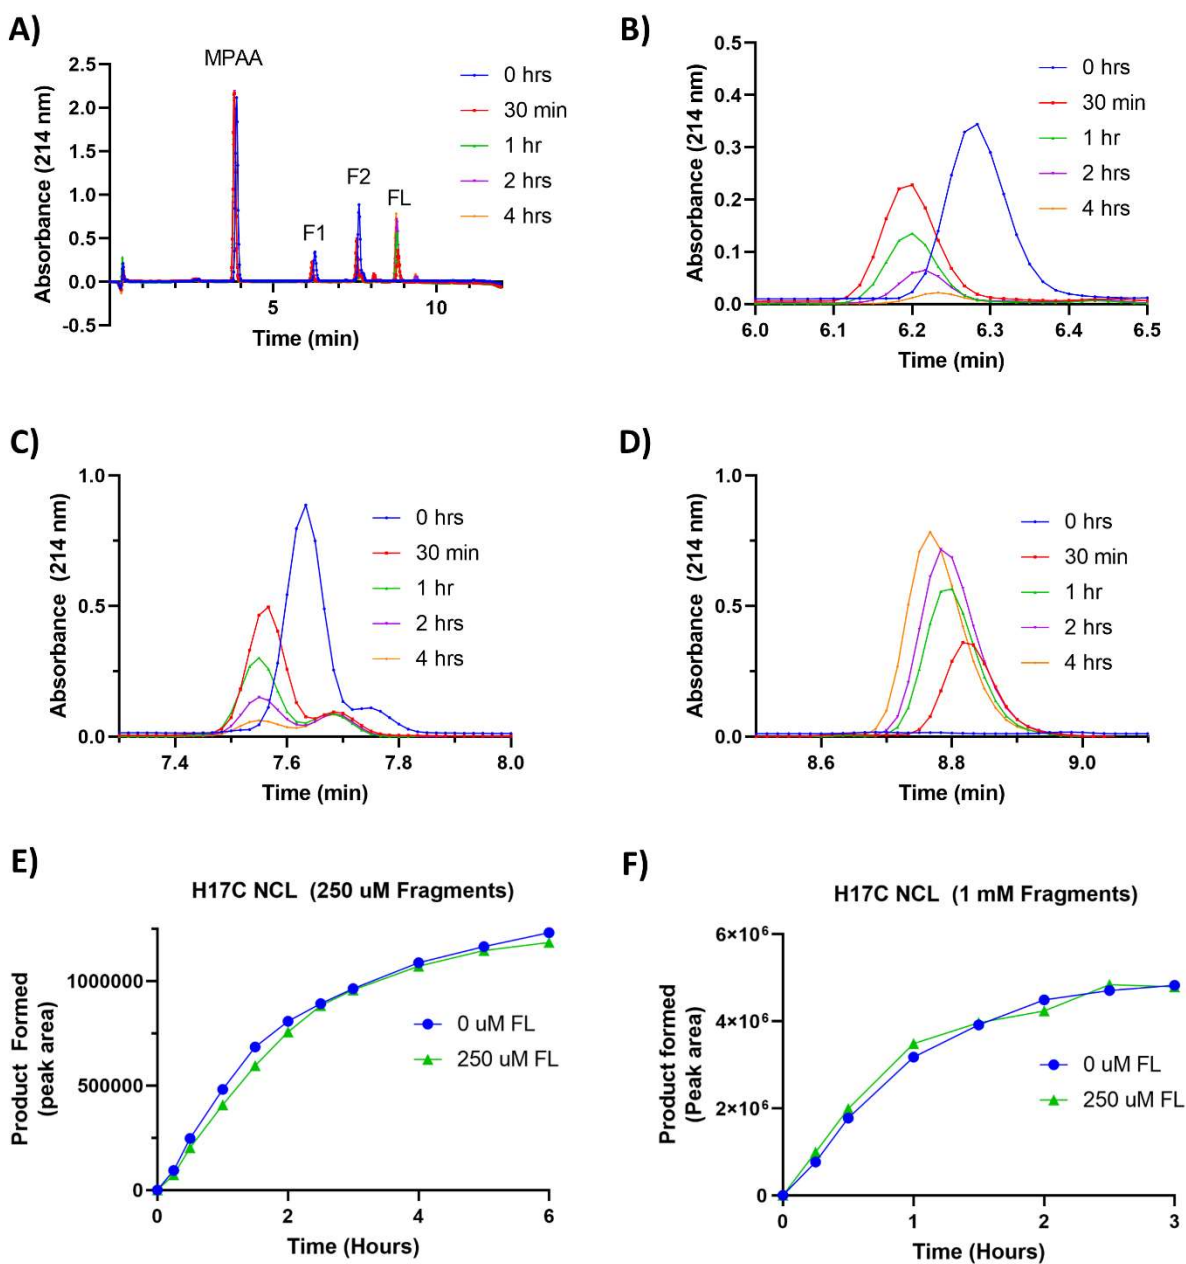 A)
MPAA
F1
F2
FL
0 hrs
30 min
1 hr
2 hrs
4 hrs
2.5
2.0
1.5
1.0
0.5
0.0
-0.5
5
10
Absorbance (214 nm)
Time (min)
B)
0 hrs
30 min
1 hr
2 hrs
4 hrs
0.5
0.4
0.3
0.2
0.1
0.0
6.0
6.1
6.2
6.3
6.4
6.5
Absorbance (214 nm)
Time (min)
C)
0 hrs
30 min
1 hr
2 hrs
4 hrs
1.0
0.5
0.0
7.4
7.6
7.8
8.0
Absorbance (214 nm)
Time (min)
D)
0 hrs
30 min
1 hr
2 hrs
4 hrs
1.0
0.5
0.0
8.6
8.8
9.0
Absorbance (214 nm)
Time (min)
E)
H17C NCL (250 uM Fragments)
0 uM FL
250 uM FL
1000000
500000
0
0
2
4
6
Product Formed
(peak area)
Time (Hours)
F)
H17C NCL (1 mM Fragments)
0 uM FL
250 uM FL
6×10⁶
4×10⁶
2×10⁶
0
0
1
2
3
Product formed
(Peak area)
Time (Hours)